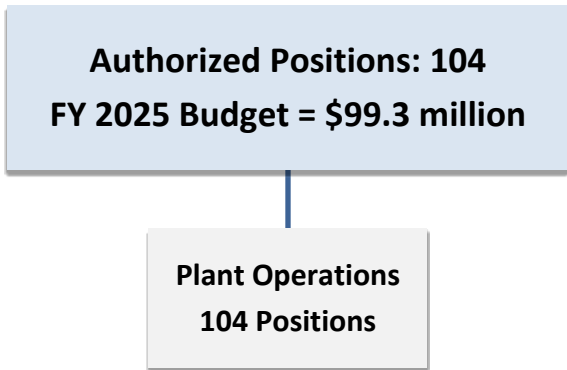 Authorized Positions: 104
FY 2025 Budget = $99.3 million
Plant Operations
104 Positions